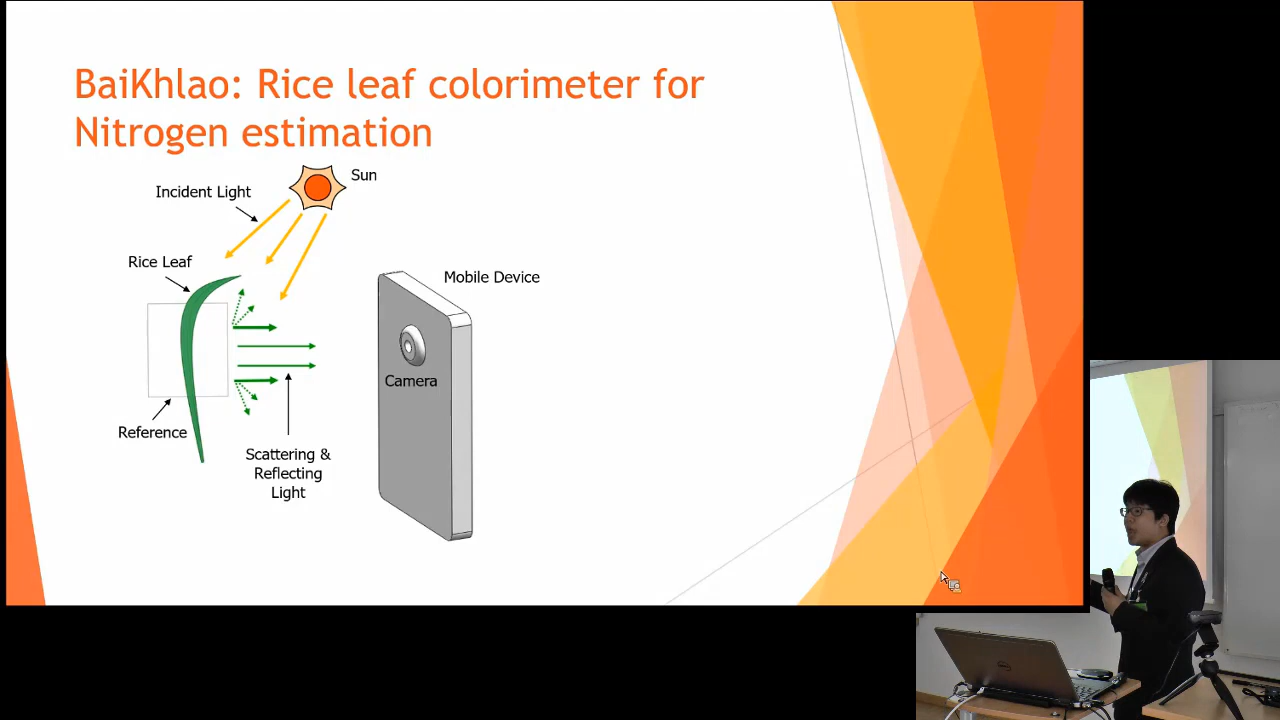 BaiKhlao: Rice leaf colorimeter for
Nitrogen estimation
Sun
Incident Light
Rice Leaf
Mobile Device
Camera
Reference
Scattering &
Reflecting
Light